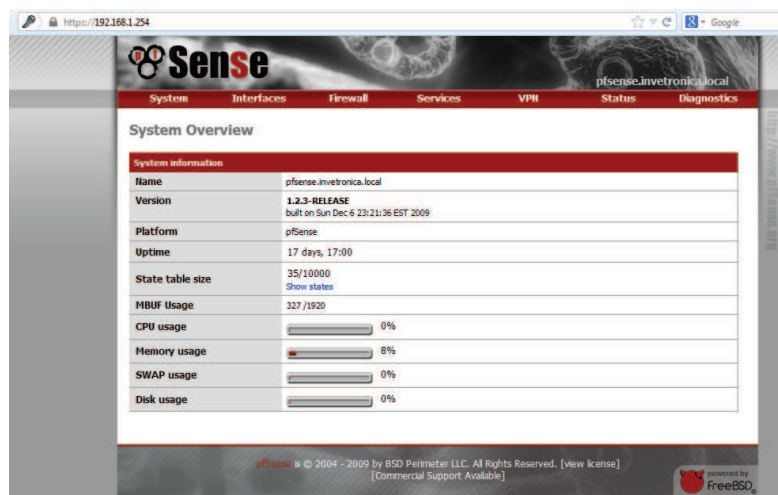 https://192.168.1.254
Google
Sense
pfsense.invetronica.local
System Interfaces Firewall Services VPN Status Diagnostics
System Overview
System information
Name pfsense.invetronica.local
Version 1.2.3-RELEASE
built on Sun Dec 6 23:21:36 EST 2009
Platform pfSense
Uptime 17 days, 17:00
State table size 35/10000
Show states
MBUF Usage 327 /1920
CPU usage 0%
Memory usage 8%
SWAP usage 0%
Disk usage 0%
pfSense is © 2004 - 2009 by BSD Perimeter LLC. All Rights Reserved. [view license]
[Commercial Support Available]
powered by
FreeBSD
http://www.pfsense.org